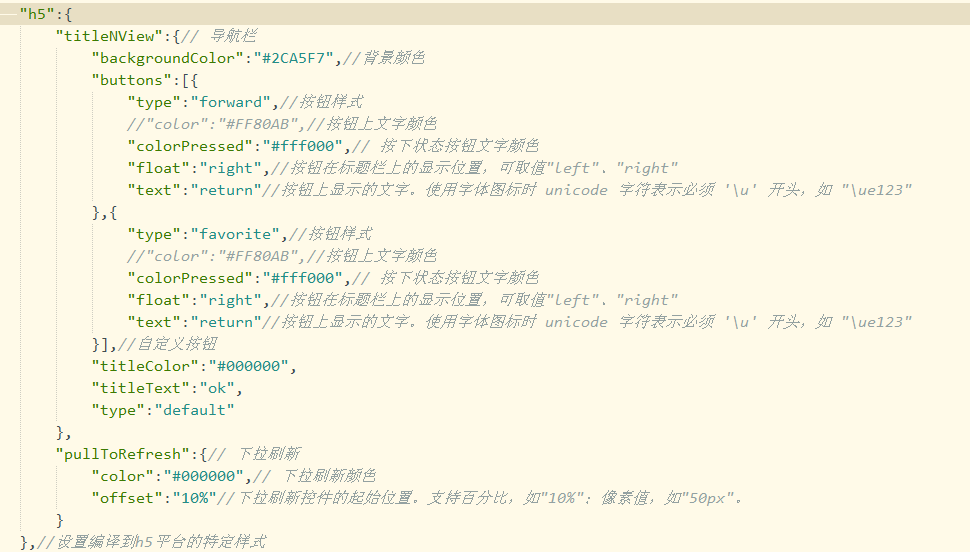 "h5":{
"titleNView":{// 导航栏
"backgroundColor":"#2CA5F7",//背景颜色
"buttons":[{
"type":"forward",//按钮样式
//"color":"#FF80AB",//按钮上文字颜色
"colorPressed":"#fff000",// 按下状态按钮文字颜色
"float":"right",//按钮在标题栏上的显示位置，可取值"left"、"right"
"text":"return"//按钮上显示的文字。使用字体图标时 unicode 字符表示必须 '\u' 开头，如 "\ue123"
},{
"type":"favorite",//按钮样式
//"color":"#FF80AB",//按钮上文字颜色
"colorPressed":"#fff000",// 按下状态按钮文字颜色
"float":"right",//按钮在标题栏上的显示位置，可取值"left"、"right"
"text":"return"//按钮上显示的文字。使用字体图标时 unicode 字符表示必须 '\u' 开头，如 "\ue123"
}],//自定义按钮
"titleColor":"#000000",
"titleText":"ok",
"type":"default"
},
"pullToRefresh":{// 下拉刷新
"color":"#000000",// 下拉刷新颜色
"offset":"10%"//下拉刷新控件的起始位置。支持百分比，如"10%"；像素值，如"50px"。
}
},//设置编译到h5平台的特定样式